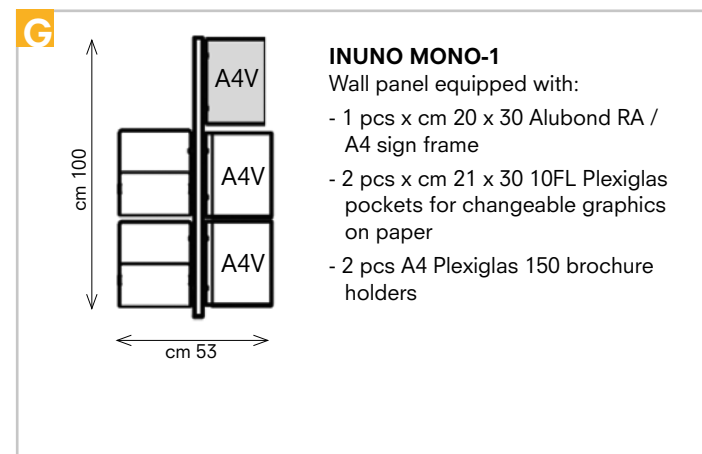 G
A4V
A4V
A4V
cm 100
cm 53
INUNO MONO-1
Wall panel equipped with:
- 1 pcs x cm 20 x 30 Alubond RA /
A4 sign frame
- 2 pcs x cm 21 x 30 10FL Plexiglas
pockets for changeable graphics
on paper
- 2 pcs A4 Plexiglas 150 brochure
holders